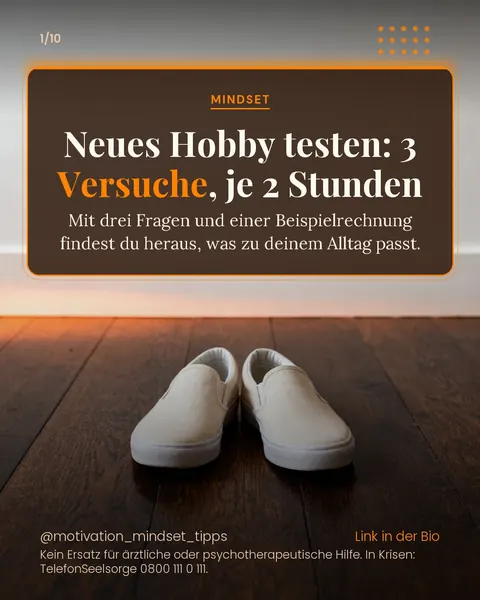 1/10
MINDSET
Neues Hobby testen: 3
Versuche, je 2 Stunden
Mit drei Fragen und einer Beispielrechnung
findest du heraus, was zu deinem Alltag passt.
@motivation_mindset_tipps
Link in der Bio
Kein Ersatz für ärztliche oder psychotherapeutische Hilfe. In Krisen:
TelefonSeelsorge 0800 111 0 111.